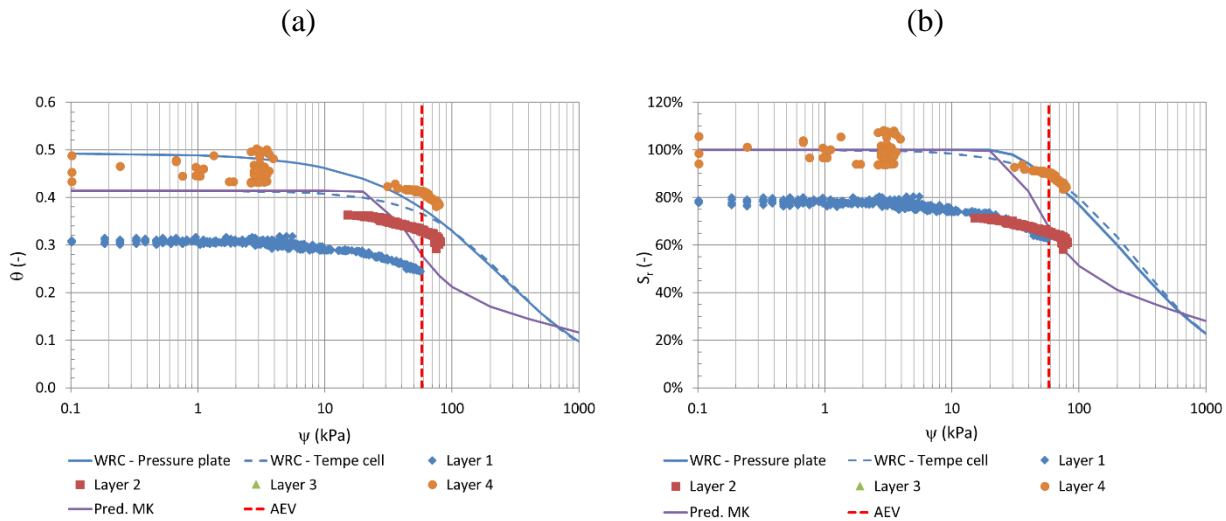 (a)
(b)
0.6
0.5
0.4
0.3
0.2
0.1
0.0
θ (-)
0.1 1 10 100 1000
ψ (kPa)
WRC - Pressure plate WRC - Tempe cell Layer 1
Layer 2 Layer 3 Layer 4
Pred. MK AEV
120%
100%
80%
60%
40%
20%
0%
Sr (-)
0.1 1 10 100 1000
ψ (kPa)
WRC - Pressure plate WRC - Tempe cell Layer 1
Layer 2 Layer 3 Layer 4
Pred. MK AEV